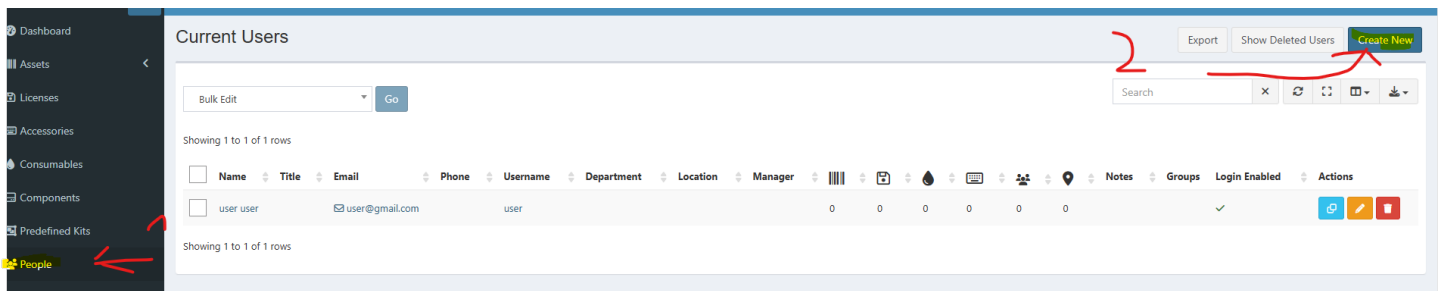 Dashboard
Assets
Licenses
Accessories
Consumables
Components
Predefined Kits
1
People
Current Users
2
Export
Show Deleted Users
Create New
Bulk Edit
Go
Search
Showing 1 to 1 of 1 rows
Name Title Email Phone Username Department Location Manager Notes Groups Login Enabled Actions
user user user@gmail.com user 0 0 0 0 0 0
Showing 1 to 1 of 1 rows